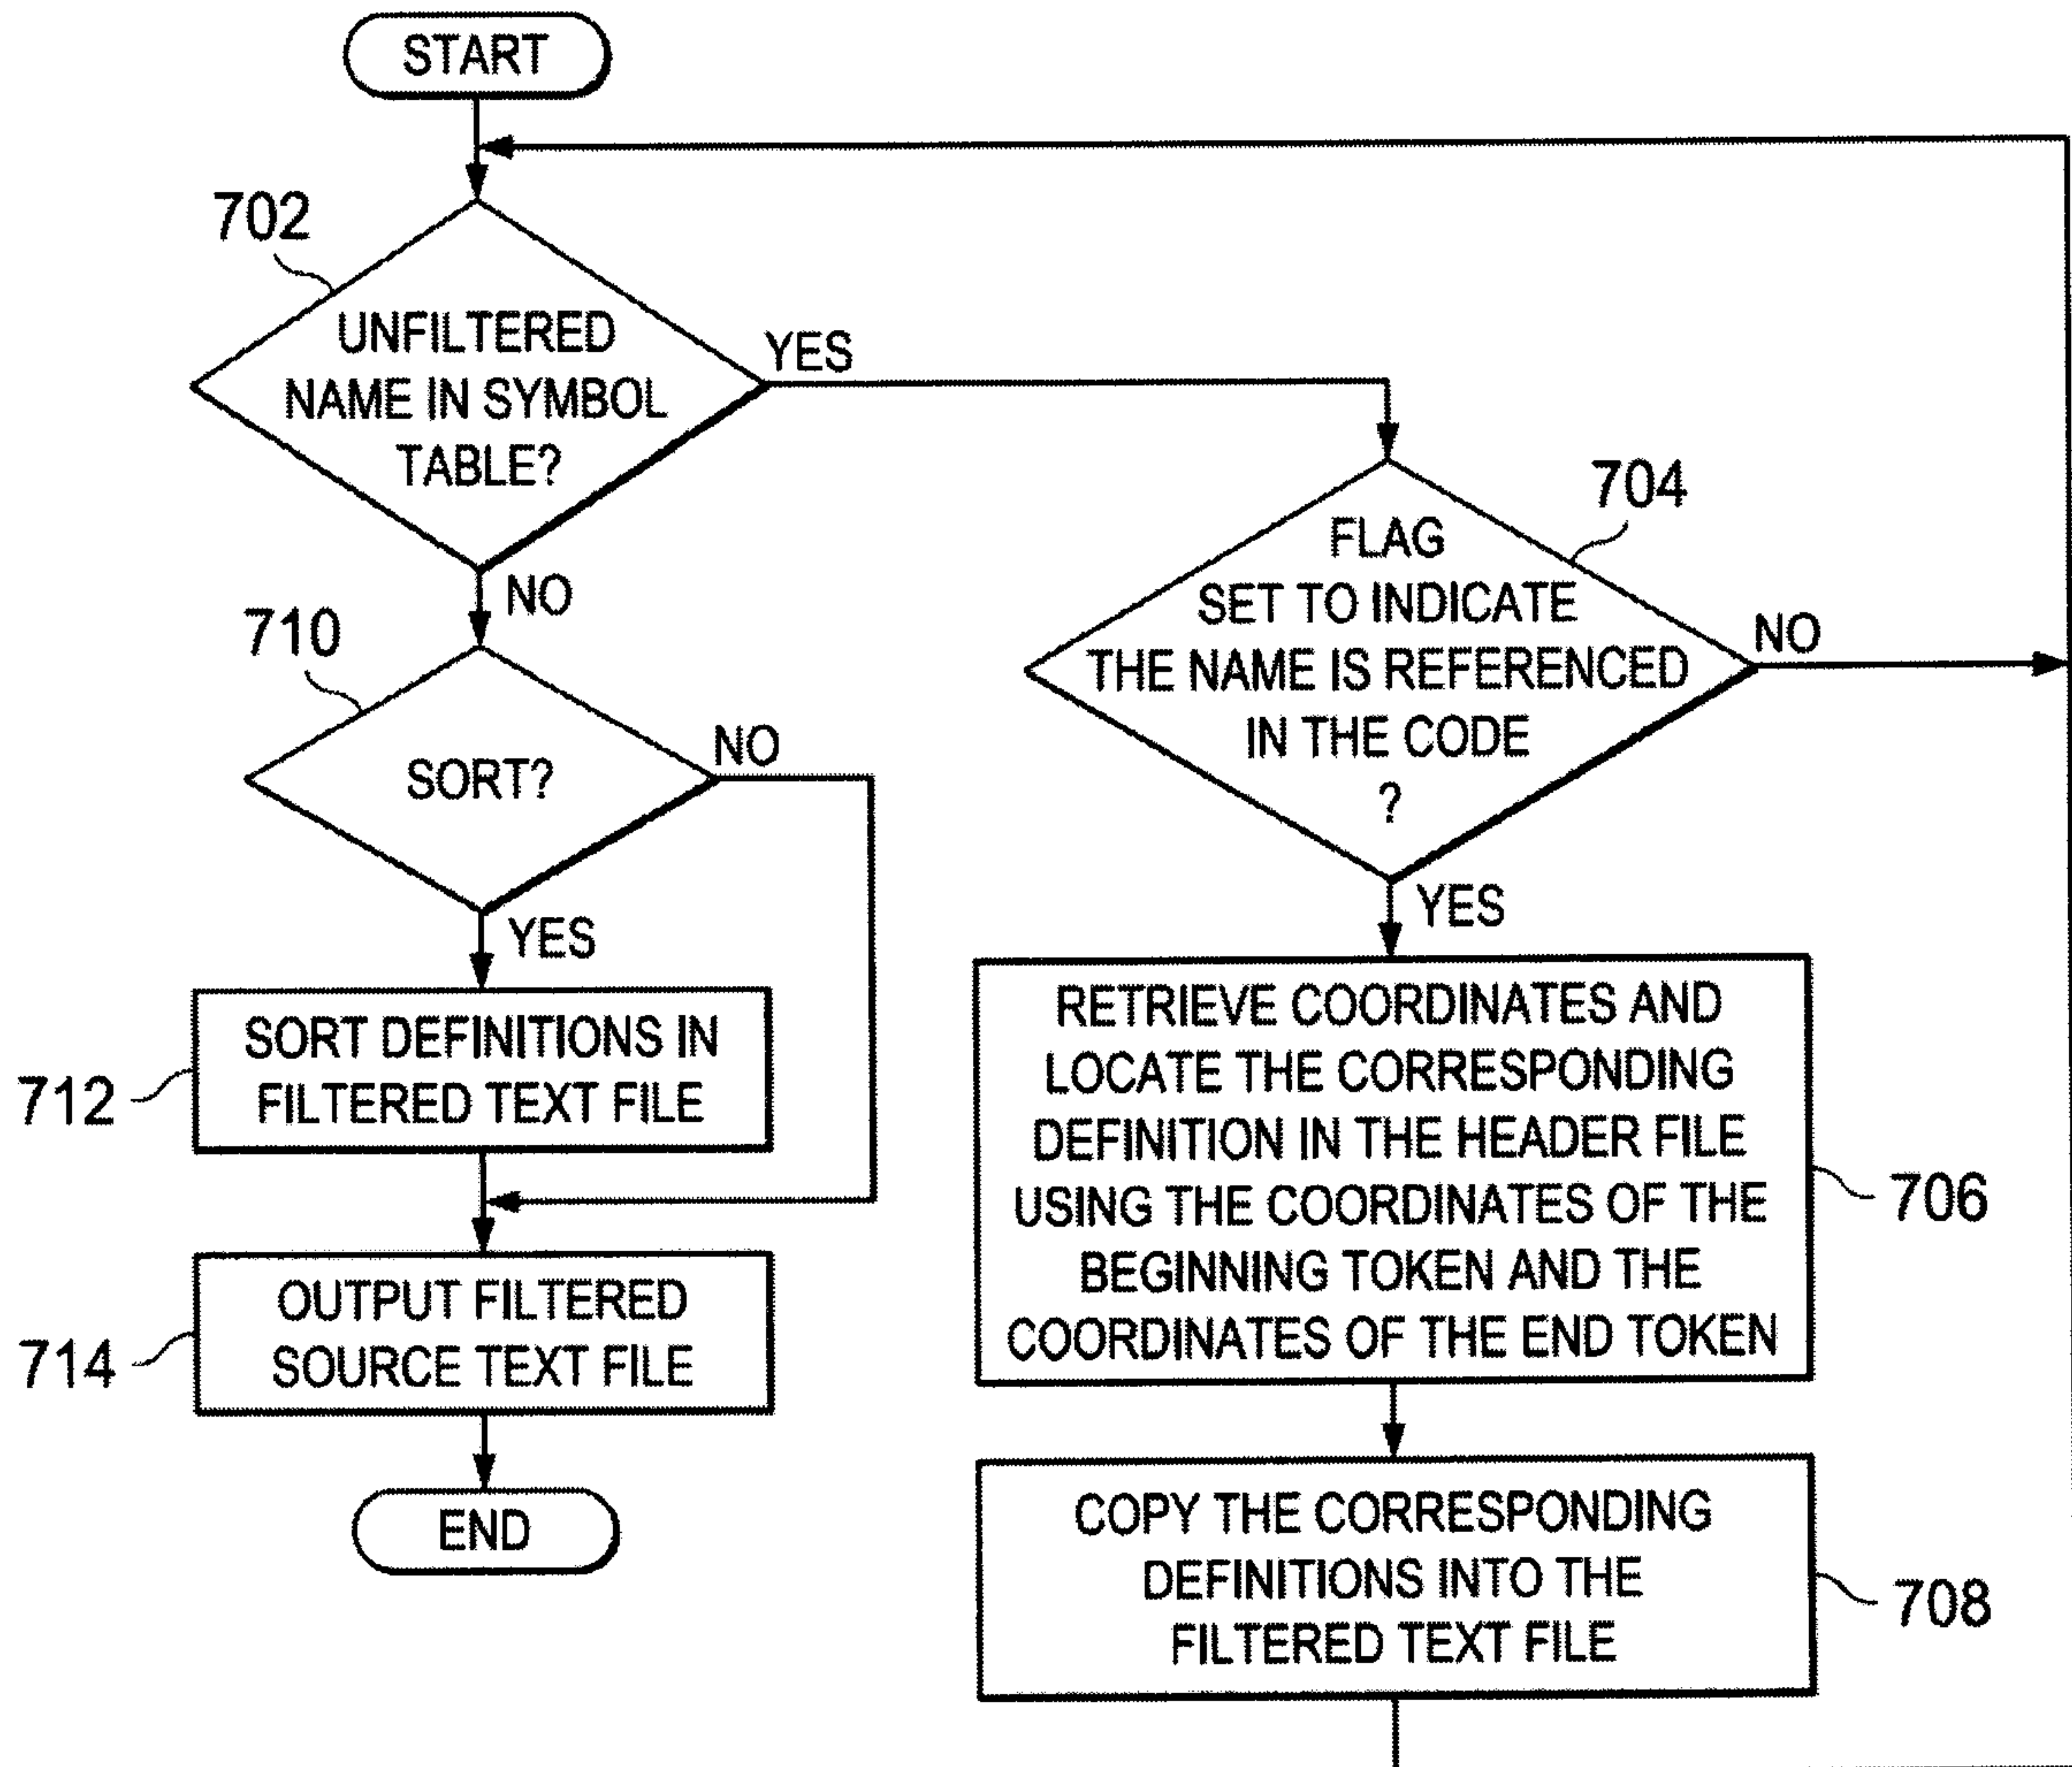 START
702
UNFILTERED
NAME IN SYMBOL
TABLE?
YES
NO
704
FLAG
SET TO INDICATE
THE NAME IS REFERENCED
IN THE CODE
?
NO
YES
710
SORT?
NO
YES
712
SORT DEFINITIONS IN
FILTERED TEXT FILE
714
OUTPUT FILTERED
SOURCE TEXT FILE
END
RETRIEVE COORDINATES AND
LOCATE THE CORRESPONDING
DEFINITION IN THE HEADER FILE
USING THE COORDINATES OF THE
BEGINNING TOKEN AND THE
COORDINATES OF THE END TOKEN
706
COPY THE CORRESPONDING
DEFINITIONS INTO THE
FILTERED TEXT FILE
708